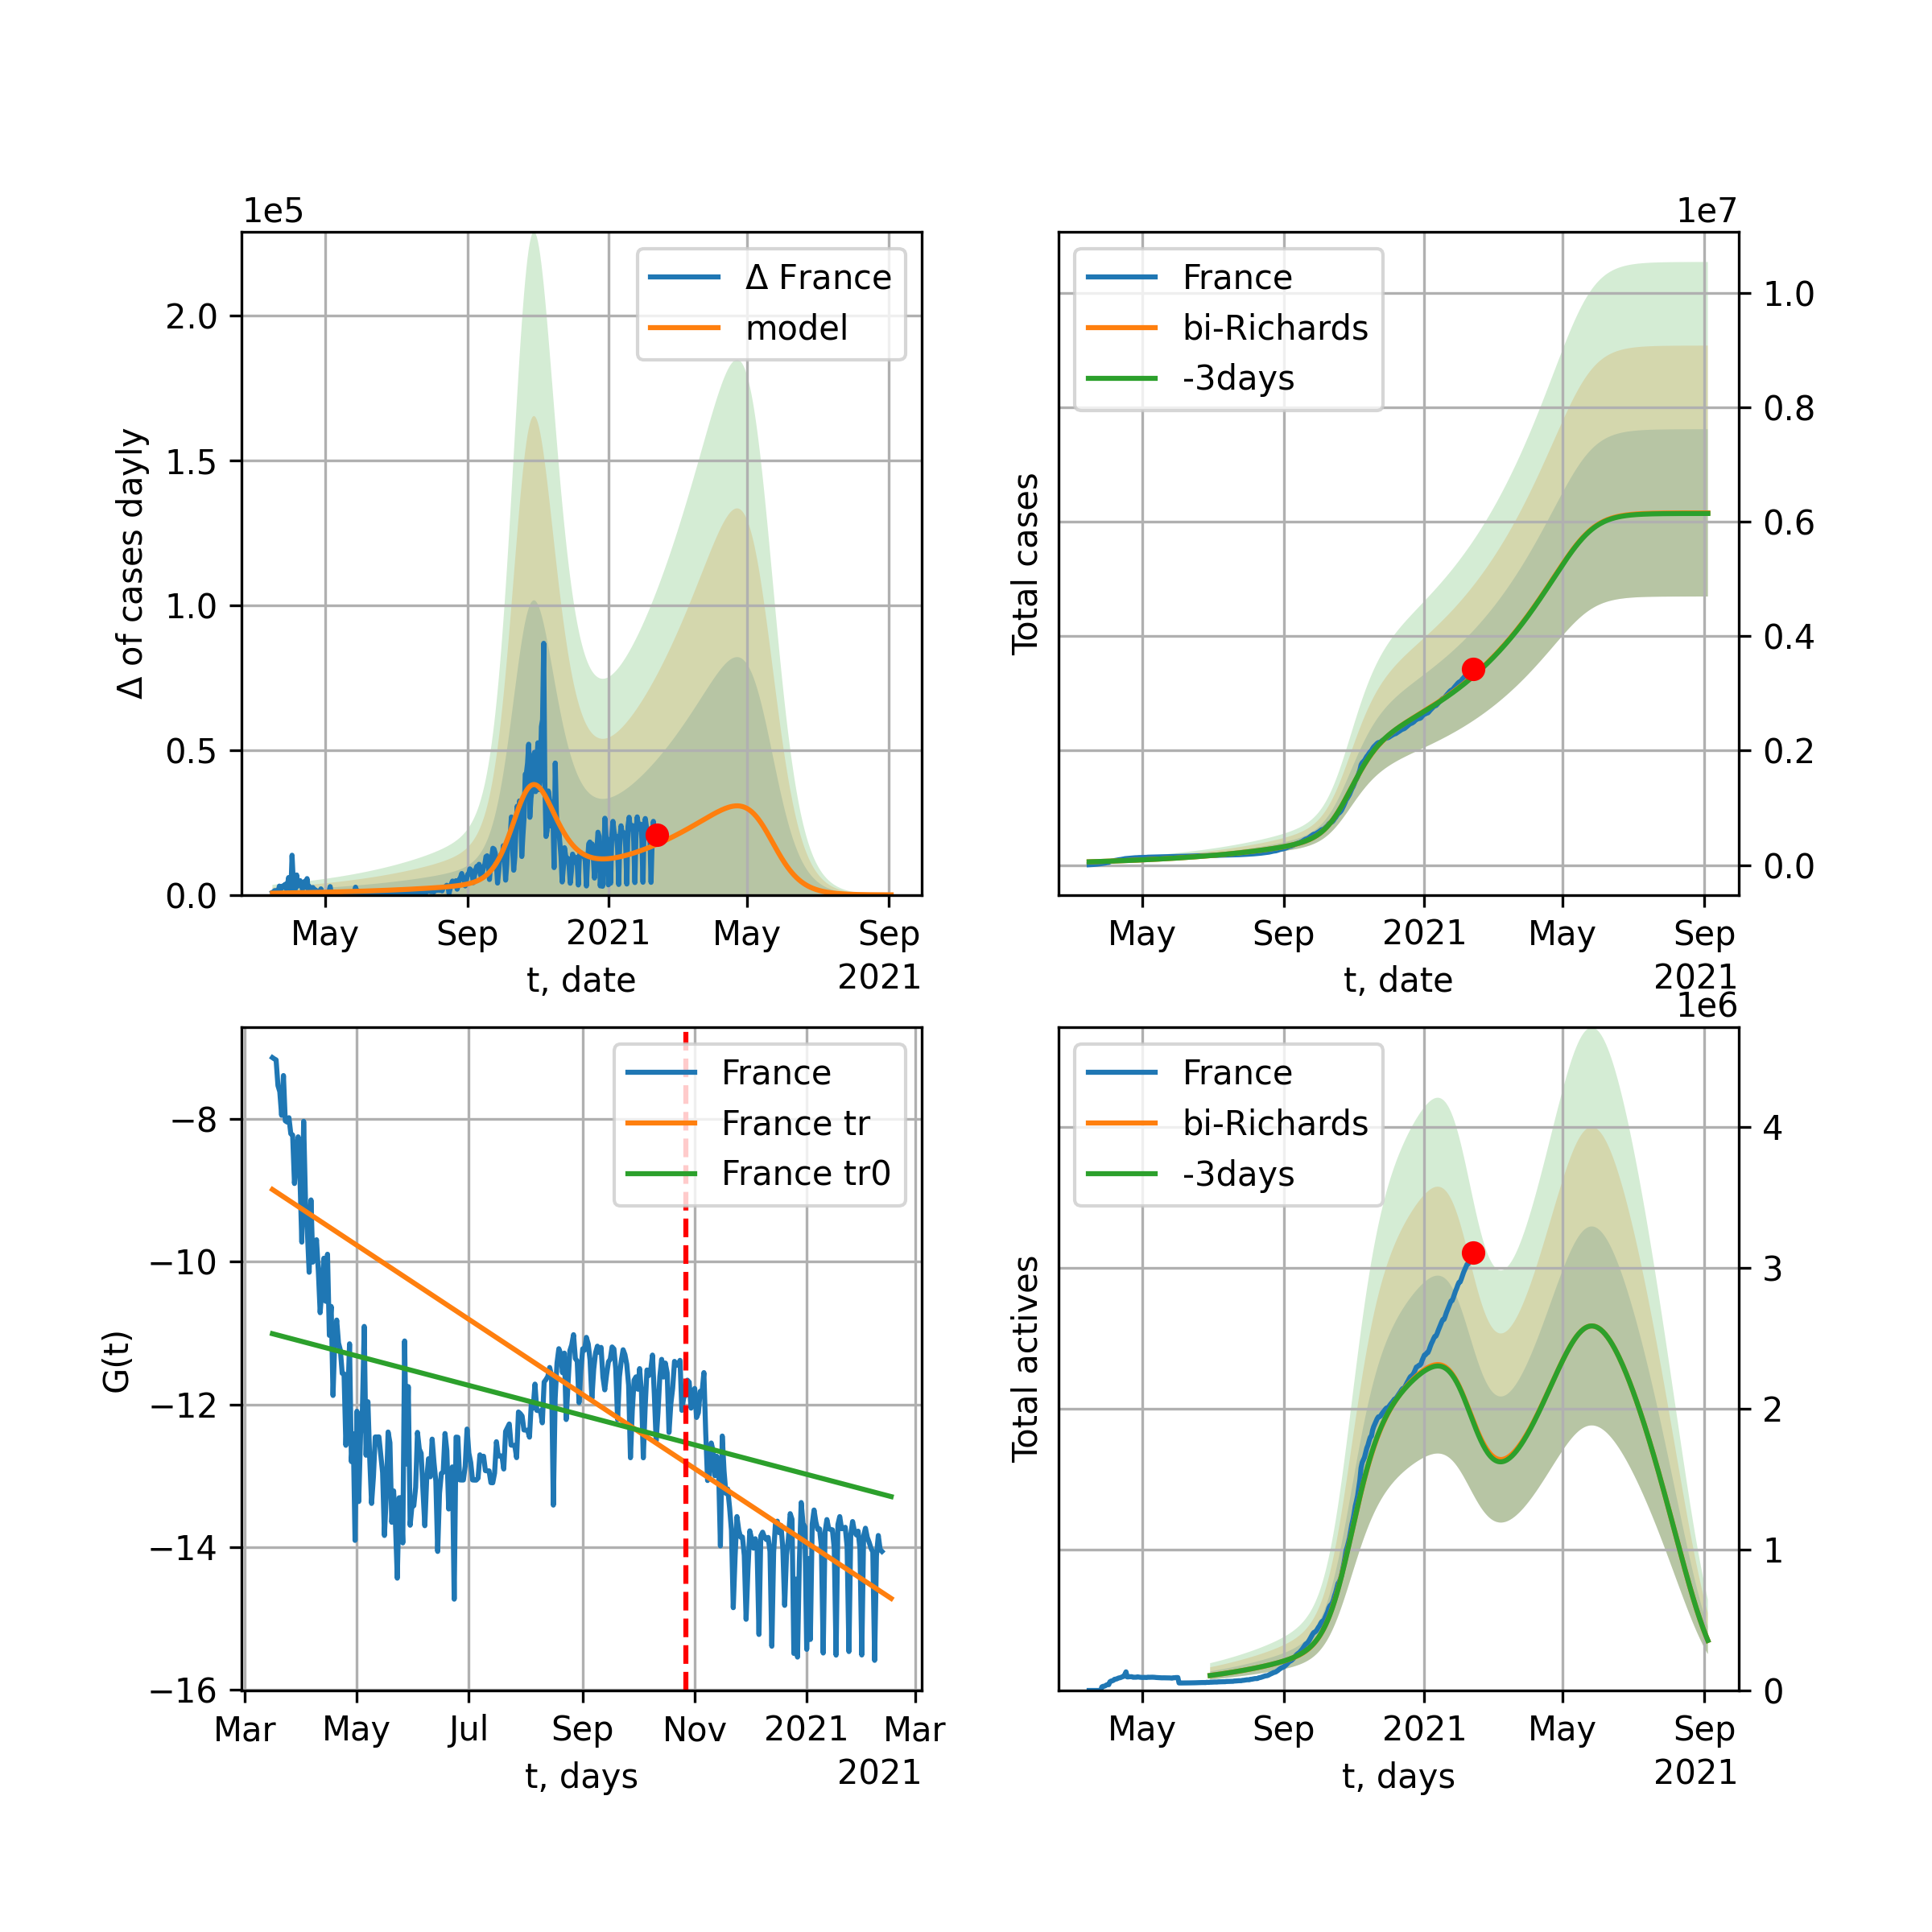 1e5
Δ of cases dayly
2.0
1.5
1.0
0.5
0.0
Δ France
model
May
Sep
2021
May
Sep
t, date
2021
1e7
Total cases
France
bi-Richards
-3days
1.0
0.8
0.6
0.4
0.2
0.0
May
Sep
2021
May
Sep
t, date
2021
G(t)
−8
−10
−12
−14
−16
France
France tr
France tr0
Mar
May
Jul
Sep
Nov
2021
Mar
t, days
2021
1e6
Total actives
France
bi-Richards
-3days
4
3
2
1
0
May
Sep
2021
May
Sep
t, days
2021